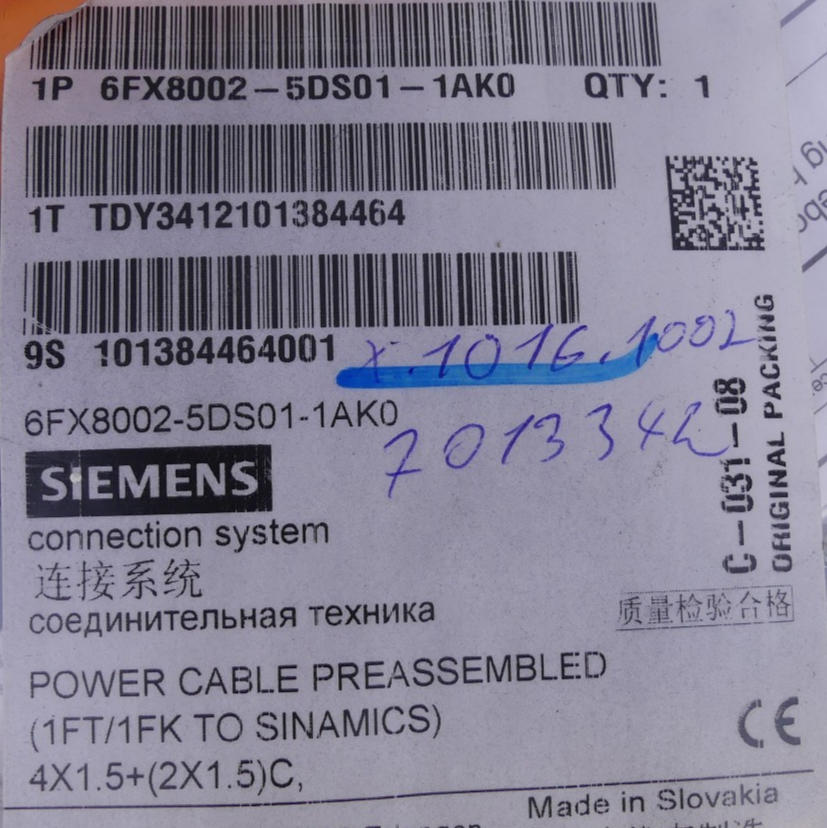 1P 6FX8002-5DS01-1AK0 QTY: 1
1T TDY3412101384464
9S 101384464001
x.1016.1002
6FX8002-5DS01-1AK0
7013342
SIEMENS
connection system
连接系统
соединительная техника
C-031-08
ORIGINAL PACKING
质量检验合格
POWER CABLE PREASSEMBLED
(1FT/1FK TO SINAMICS)
4X1.5+(2X1.5)C,
CE
Made in Slovakia